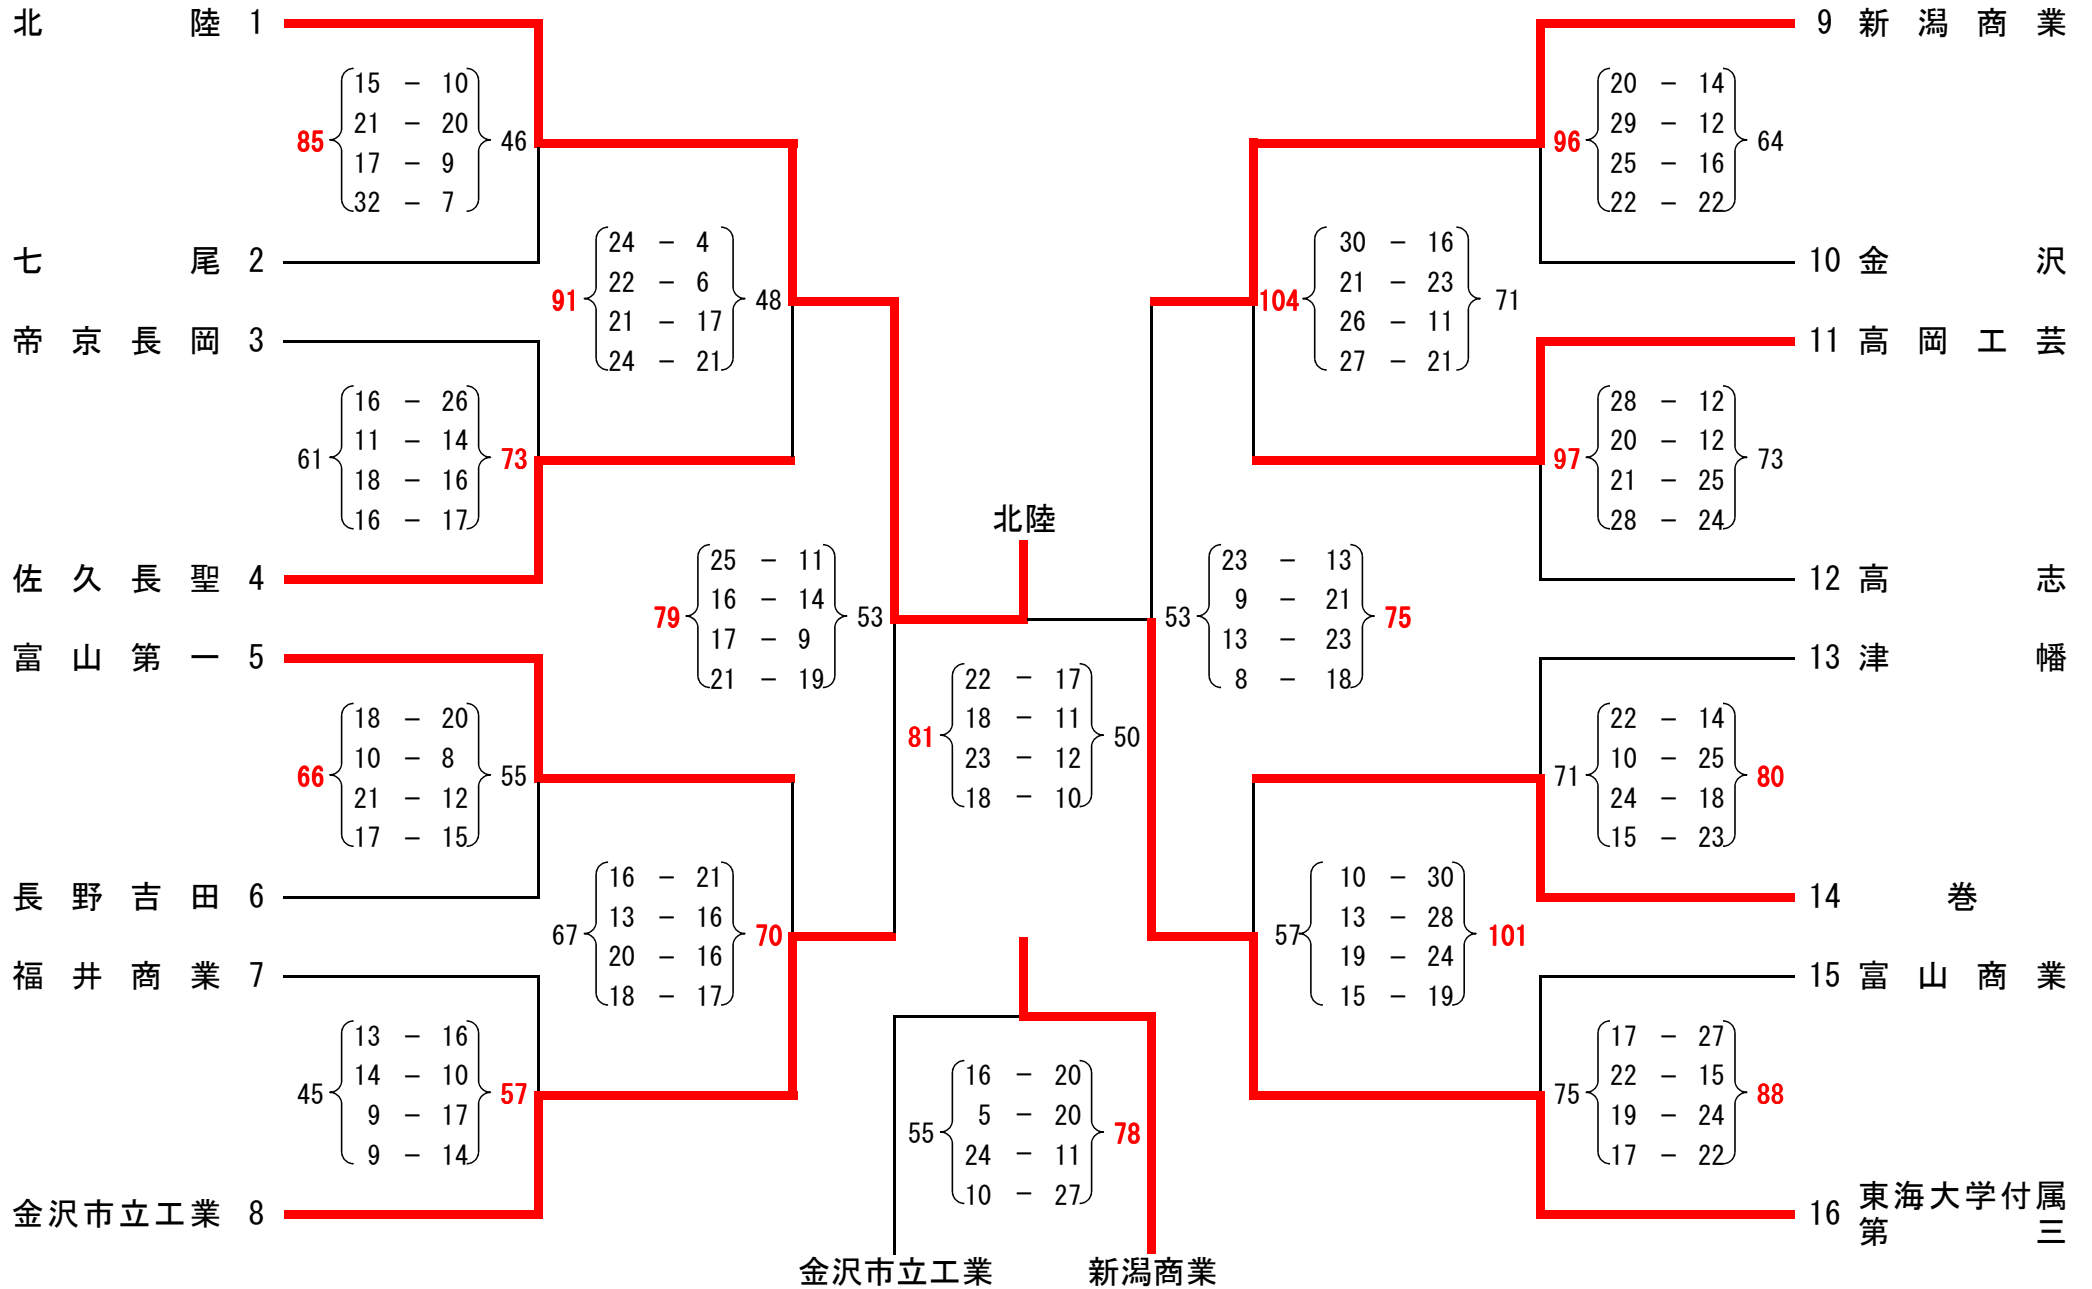 北陸 1
15 - 10
21 - 20
85 46
17 - 9
32 - 7
七尾 2
24 - 4
22 - 6
91 48
21 - 17
24 - 21
帝京長岡 3
16 - 26
11 - 14
61 73
18 - 16
16 - 17
佐久長聖 4
25 - 11
16 - 14
79 53
17 - 9
21 - 19
富山第一 5
18 - 20
10 - 8
66 55
21 - 12
17 - 15
長野吉田 6
16 - 21
13 - 16
67 70
20 - 16
18 - 17
福井商業 7
13 - 16
14 - 10
45 57
9 - 17
9 - 14
金沢市立工業 8
北陸
22 - 17
18 - 11
81 50
23 - 12
18 - 10
16 - 20
5 - 20
55 78
24 - 11
10 - 27
金沢市立工業 新潟商業
9 新潟商業
20 - 14
29 - 12
96 64
25 - 16
22 - 22
10 金沢
30 - 16
21 - 23
104 71
26 - 11
27 - 21
11 高岡工芸
28 - 12
20 - 12
97 73
21 - 25
28 - 24
12 高志
23 - 13
9 - 21
53 75
13 - 23
8 - 18
13 津幡
22 - 14
10 - 25
71 80
24 - 18
15 - 23
14 巻
10 - 30
13 - 28
57 101
19 - 24
15 - 19
15 富山商業
17 - 27
22 - 15
75 88
19 - 24
17 - 22
16 東海大学付属
第三